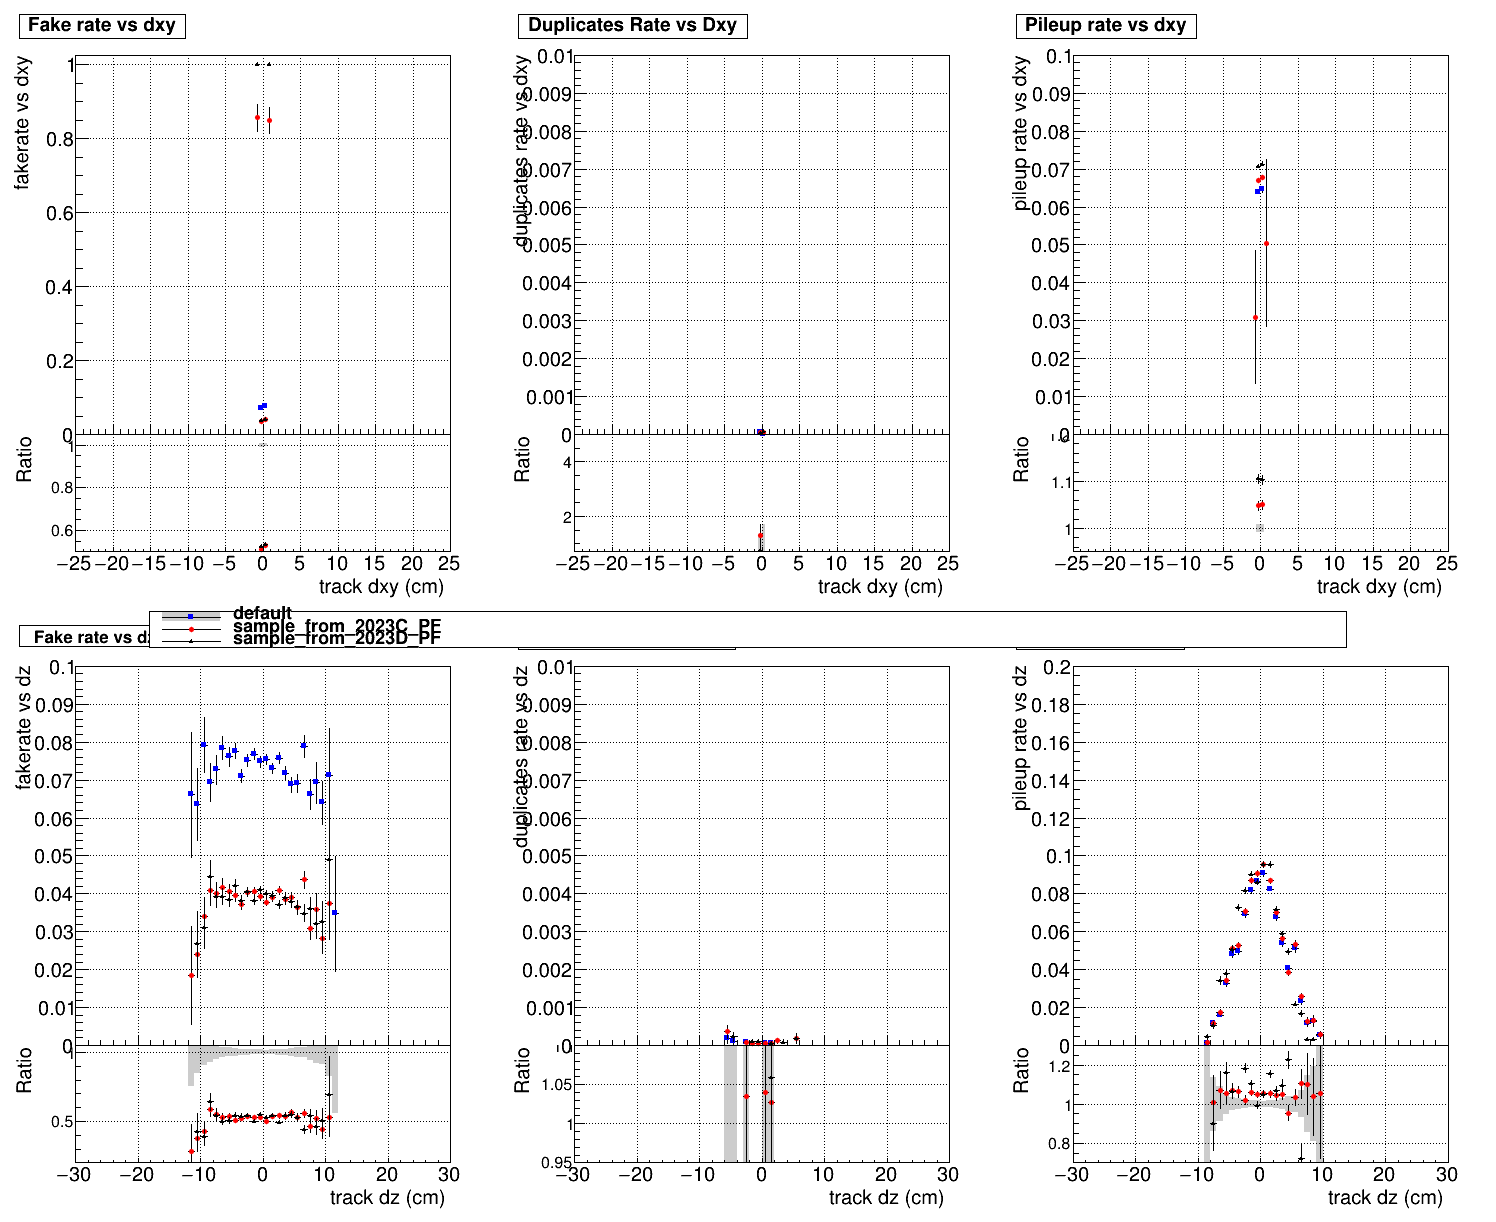 Fake rate vs dxy
Duplicates Rate vs Dxy
Pileup rate vs dxy
fakerate vs dxy
1
0.8
0.6
0.4
0.2
0
Ratio
1
0.8
0.6
−25 −20 −15 −10 −5 0 5 10 15 20 25
track dxy (cm)
duplicates rate vs dxy
0.01
0.009
0.008
0.007
0.006
0.005
0.004
0.003
0.002
0.001
0
Ratio
4
2
−25 −20 −15 −10 −5 0 5 10 15 20 25
track dxy (cm)
pileup rate vs dxy
0.1
0.09
0.08
0.07
0.06
0.05
0.04
0.03
0.02
0.01
0
Ratio
1.1
1
−25 −20 −15 −10 −5 0 5 10 15 20 25
track dxy (cm)
default
sample_from_2023C_PF
sample_from_2023D_PF
Fake rate vs dz
fakerate vs dz
0.1
0.09
0.08
0.07
0.06
0.05
0.04
0.03
0.02
0.01
0
Ratio
1
0.5
−30 −20 −10 0 10 20 30
track dz (cm)
duplicates rate vs dz
0.01
0.009
0.008
0.007
0.006
0.005
0.004
0.003
0.002
0.001
0
Ratio
1.05
1
0.95
−30 −20 −10 0 10 20 30
track dz (cm)
pileup rate vs dz
0.2
0.18
0.16
0.14
0.12
0.1
0.08
0.06
0.04
0.02
0
Ratio
1.2
1
0.8
−30 −20 −10 0 10 20 30
track dz (cm)